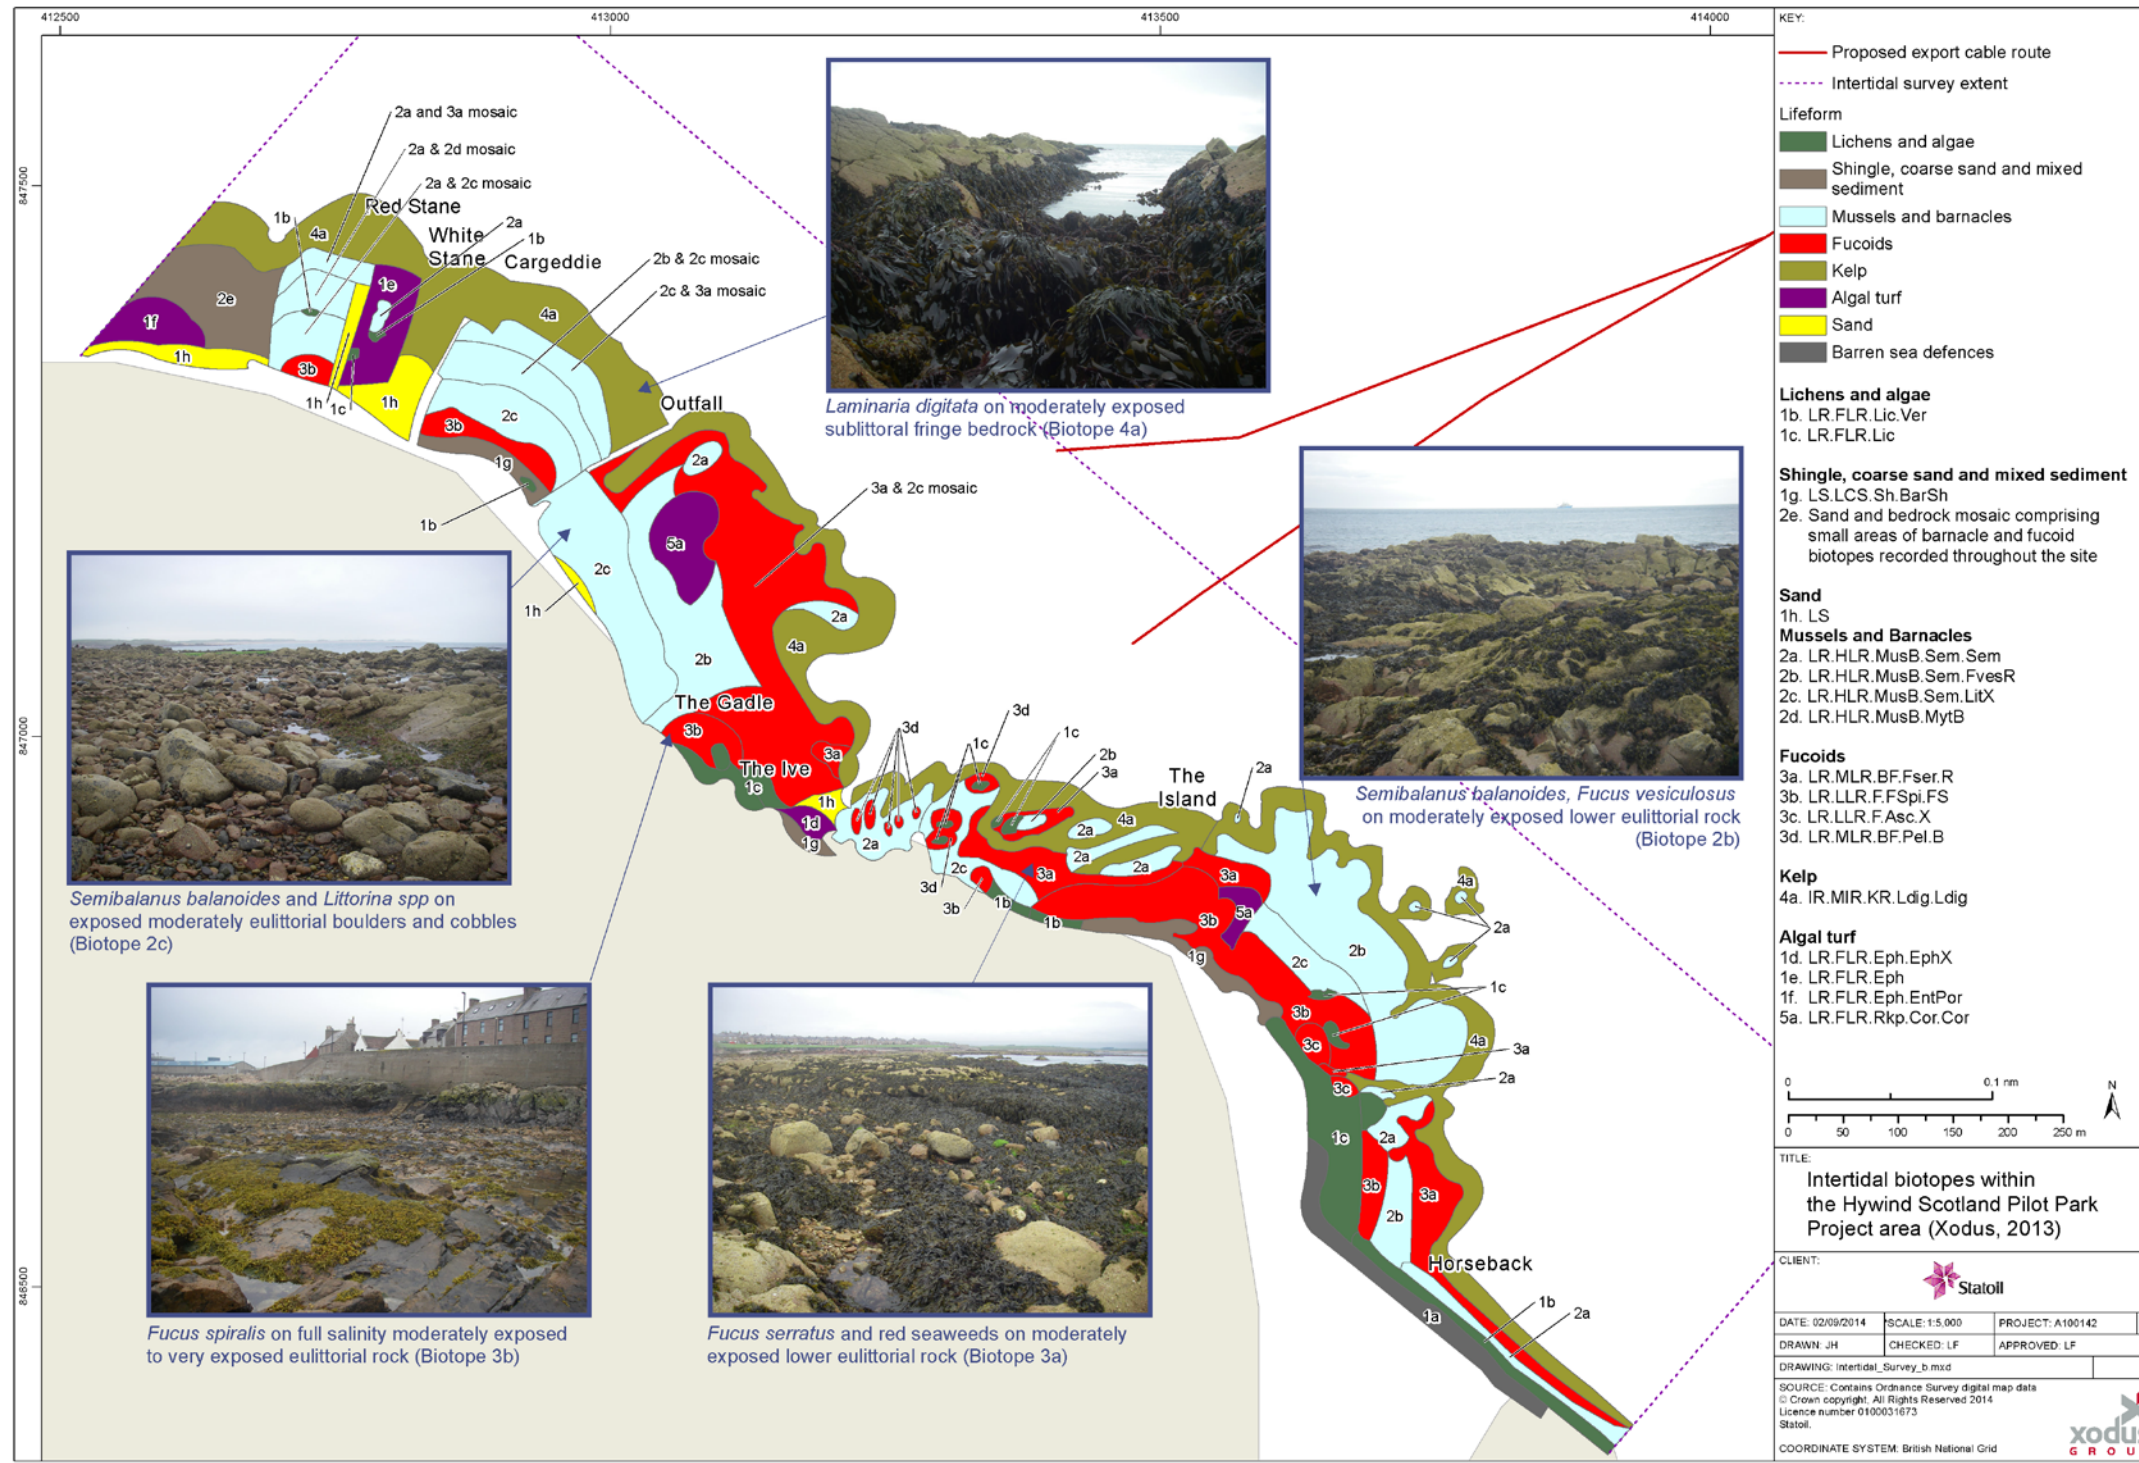 412500
413000
413500
414000
847500
847000
846500
2a and 3a mosaic
2a & 2d mosaic
2a & 2c mosaic
1b
Red Stane
2a
4a
White
Stane
1b
Cargeddie
2b & 2c mosaic
1e
2c & 3a mosaic
2e
4a
1f
1h
3b
1h
1c
1h
Outfall
3b
2c
1g
2a
3a & 2c mosaic
1b
5a
2c
1h
2a
4a
2b
The Gadle
3b
3a
The Ive
1c
1h
1d
1g
3d
3d
1c
1c
2b
3a
The
Island
2a
2a
4a
2a
2a
2a
2c
3a
3d
3b
1b
1b
3a
3b
5a
1g
2c
2b
4a
2a
1c
3b
3c
4a
3a
2a
3c
1c
2a
3b
3a
2b
Horseback
1a
1b
2a
Laminaria digitata on moderately exposed
sublittoral fringe bedrock (Biotope 4a)
Semibalanus balanoides, Fucus vesiculosus
on moderately exposed lower eulittorial rock
(Biotope 2b)
Semibalanus balanoides and Littorina spp on
exposed moderately eulittorial boulders and cobbles
(Biotope 2c)
Fucus spiralis on full salinity moderately exposed
to very exposed eulittorial rock (Biotope 3b)
Fucus serratus and red seaweeds on moderately
exposed lower eulittorial rock (Biotope 3a)
KEY:
Proposed export cable route
Intertidal survey extent
Lifeform
Lichens and algae
Shingle, coarse sand and mixed
sediment
Mussels and barnacles
Fucoids
Kelp
Algal turf
Sand
Barren sea defences
Lichens and algae
1b. LR.FLR.Lic.Ver
1c. LR.FLR.Lic
Shingle, coarse sand and mixed sediment
1g. LS.LCS.Sh.BarSh
2e. Sand and bedrock mosaic comprising
small areas of barnacle and fucoid
biotopes recorded throughout the site
Sand
1h. LS
Mussels and Barnacles
2a. LR.HLR.MusB.Sem.Sem
2b. LR.HLR.MusB.Sem.FvesR
2c. LR.HLR.MusB.Sem.LitX
2d. LR.HLR.MusB.MytB
Fucoids
3a. LR.MLR.BF.Fser.R
3b. LR.LLR.F.FSpi.FS
3c. LR.LLR.F.Asc.X
3d. LR.MLR.BF.Pel.B
Kelp
4a. IR.MIR.KR.Ldig.Ldig
Algal turf
1d. LR.FLR.Eph.EphX
1e. LR.FLR.Eph
1f. LR.FLR.Eph.EntPor
5a. LR.FLR.Rkp.Cor.Cor
0 0.1 nm
N
0 50 100 150 200 250 m
TITLE:
Intertidal biotopes within
the Hywind Scotland Pilot Park
Project area (Xodus, 2013)
CLIENT:
Statoil
DATE: 02/09/2014 SCALE: 1:5,000 PROJECT: A100142
DRAWN: JH CHECKED: LF APPROVED: LF
DRAWING: Intertidal_Survey_b.mxd
SOURCE: Contains Ordnance Survey digital map data
© Crown copyright, All Rights Reserved 2014
Licence number 0100031673
Statoil.
COORDINATE SYSTEM: British National Grid
xodus
GROU